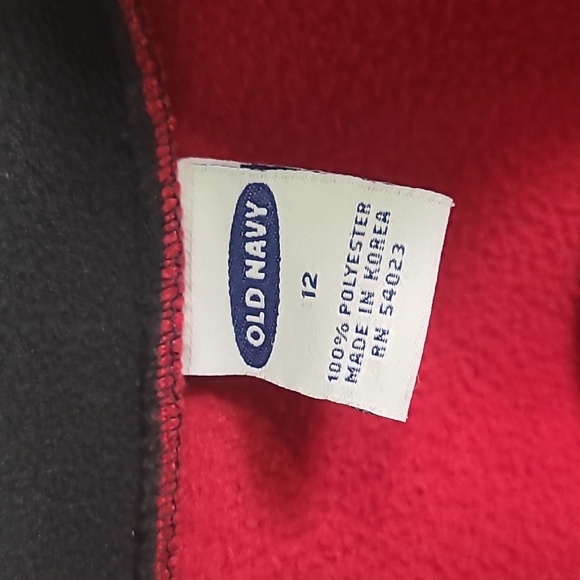 OLD NAVY
12
100% POLYESTER
MADE IN KOREA
RN 54023